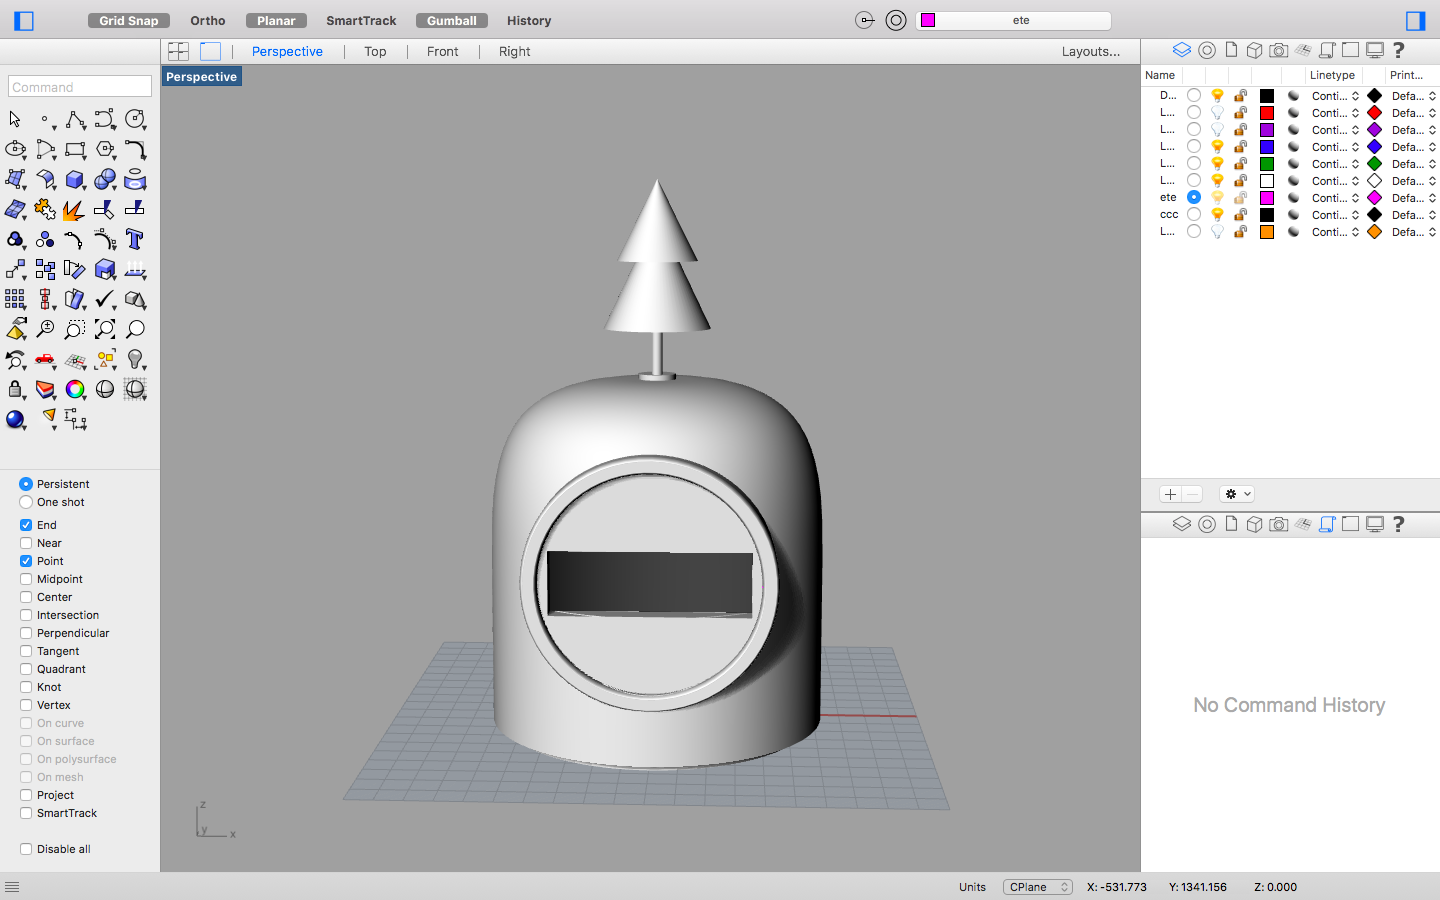 Grid Snap Ortho Planar SmartTrack Gumball History ete
Perspective Top Front Right Layouts...
Perspective
Command
Name Linetype Print...
D... Conti... Defa...
L... Conti... Defa...
L... Conti... Defa...
L... Conti... Defa...
L... Conti... Defa...
L... Conti... Defa...
ete Conti... Defa...
ccc Conti... Defa...
L... Conti... Defa...
Persistent
One shot
End
Near
Point
Midpoint
Center
Intersection
Perpendicular
Tangent
Quadrant
Knot
Vertex
On curve
On surface
On polysurface
On mesh
Project
SmartTrack
Disable all
No Command History
z
y x
Units CPlane X: -531.773 Y: 1341.156 Z: 0.000